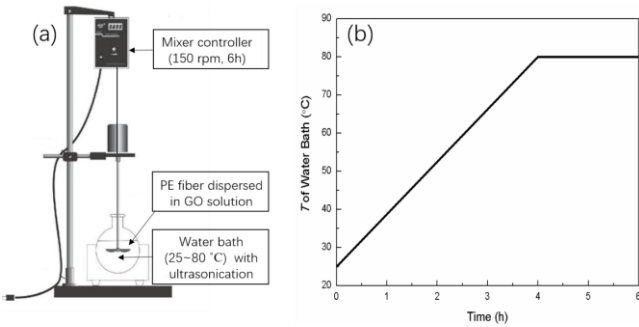 (a)
Mixer controller
(150 rpm, 6h)
PE fiber dispersed
in GO solution
Water bath
(25~80 ℃) with
ultrasonication
(b)
T of Water Bath (°C)
90
80
70
60
50
40
30
20
0 1 2 3 4 5 6
Time (h)